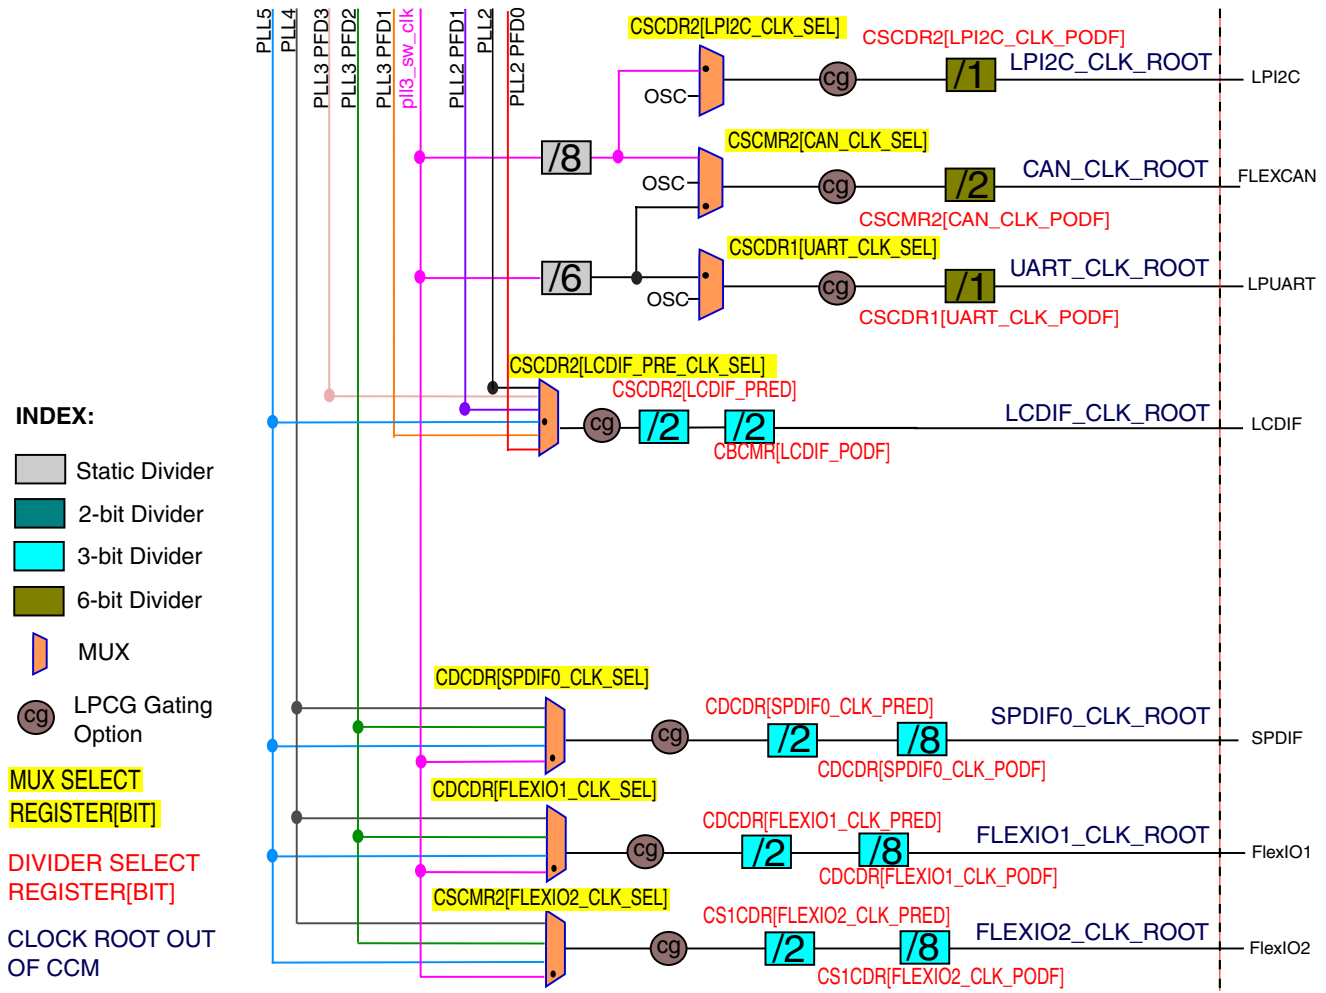 PLL5
PLL4
PLL3 PFD3
PLL3 PFD2
PLL3 PFD1
pll3_sw_clk
PLL2 PFD1
PLL2
PLL2 PFD0
CSCDR2[LPI2C_CLK_SEL]
CSCDR2[LPI2C_CLK_PODF]
OSC
cg
/1
LPI2C_CLK_ROOT
LPI2C
/8
CSCMR2[CAN_CLK_SEL]
OSC
cg
/2
CAN_CLK_ROOT
FLEXCAN
CSCMR2[CAN_CLK_PODF]
/6
CSCDR1[UART_CLK_SEL]
OSC
cg
/1
UART_CLK_ROOT
LPUART
CSCDR1[UART_CLK_PODF]
CSCDR2[LCDIF_PRE_CLK_SEL]
CSCDR2[LCDIF_PRED]
cg
/2
/2
LCDIF_CLK_ROOT
LCDIF
CBCMR[LCDIF_PODF]
INDEX:
Static Divider
2-bit Divider
3-bit Divider
6-bit Divider
MUX
cg
LPCG Gating
Option
MUX SELECT
REGISTER[BIT]
DIVIDER SELECT
REGISTER[BIT]
CLOCK ROOT OUT
OF CCM
CDCDR[SPDIF0_CLK_SEL]
CDCDR[SPDIF0_CLK_PRED]
cg
/2
/8
SPDIF0_CLK_ROOT
SPDIF
CDCDR[SPDIF0_CLK_PODF]
CDCDR[FLEXIO1_CLK_SEL]
CDCDR[FLEXIO1_CLK_PRED]
cg
/2
/8
FLEXIO1_CLK_ROOT
FlexIO1
CDCDR[FLEXIO1_CLK_PODF]
CSCMR2[FLEXIO2_CLK_SEL]
CS1CDR[FLEXIO2_CLK_PRED]
cg
/2
/8
FLEXIO2_CLK_ROOT
FlexIO2
CS1CDR[FLEXIO2_CLK_PODF]